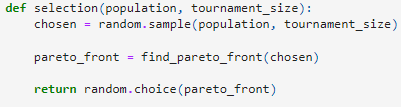 def selection(population, tournament_size):
    chosen = random.sample(population, tournament_size)
    pareto_front = find_pareto_front(chosen)
    return random.choice(pareto_front)